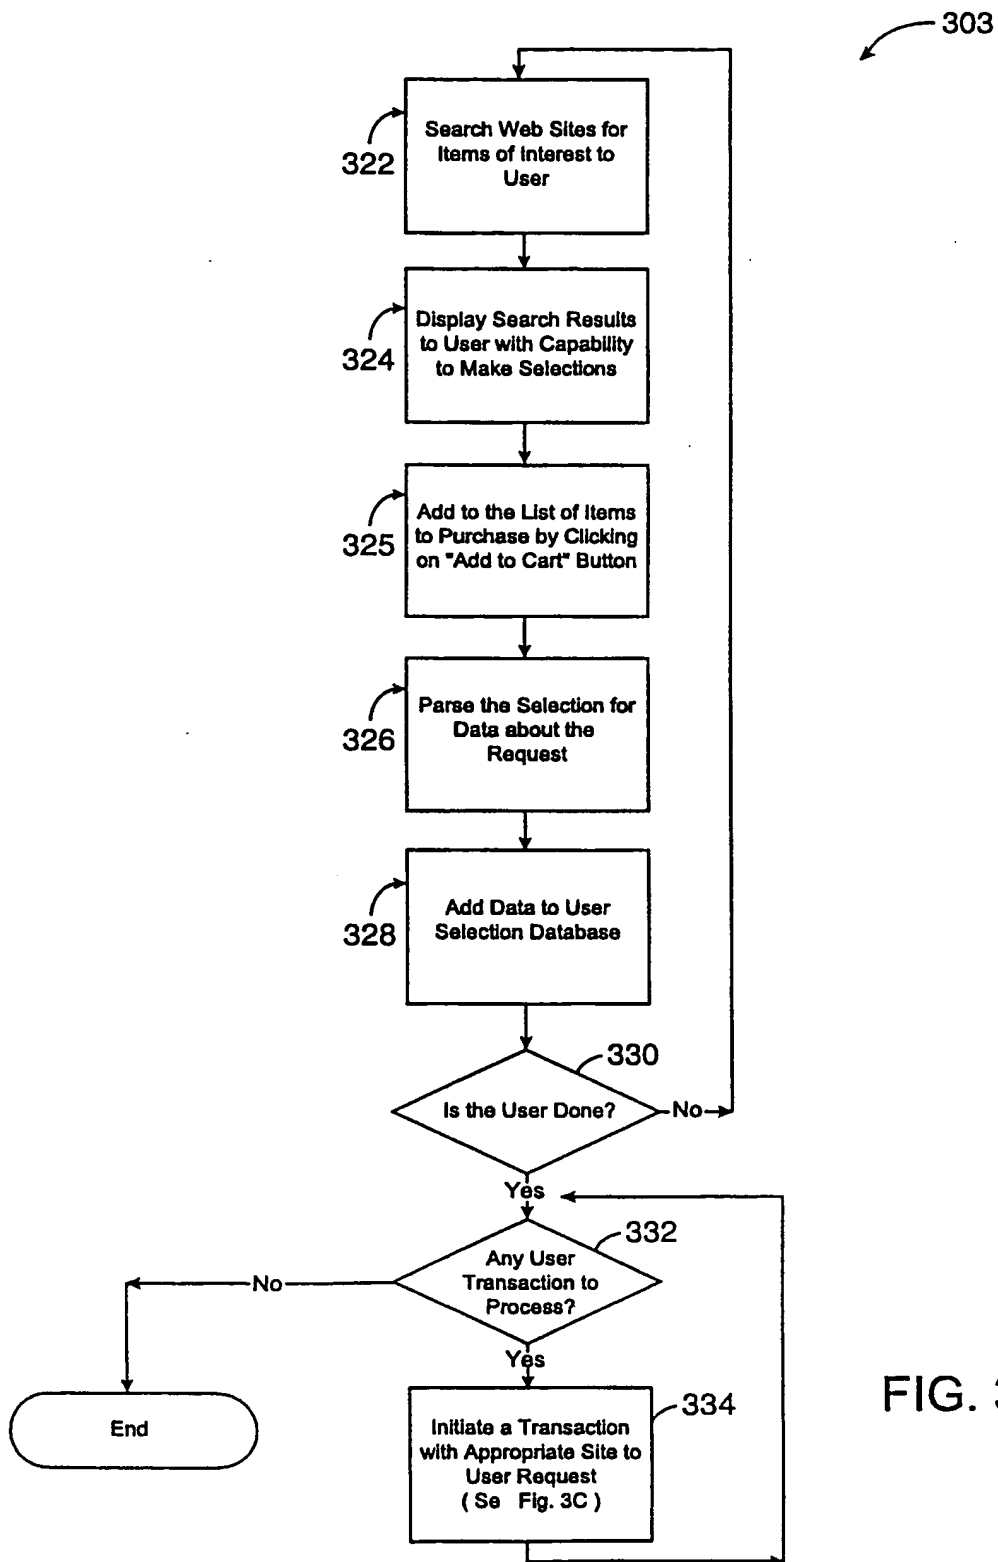 303
322
Search Web Sites for
Items of Interest to
User
324
Display Search Results
to User with Capability
to Make Selections
325
Add to the List of Items
to Purchase by Clicking
on "Add to Cart" Button
326
Parse the Selection for
Data about the
Request
328
Add Data to User
Selection Database
330
Is the User Done?
No
Yes
332
Any User
Transaction to
Process?
No
Yes
End
334
Initiate a Transaction
with Appropriate Site to
User Request
( Se Fig. 3C )
FIG. 3